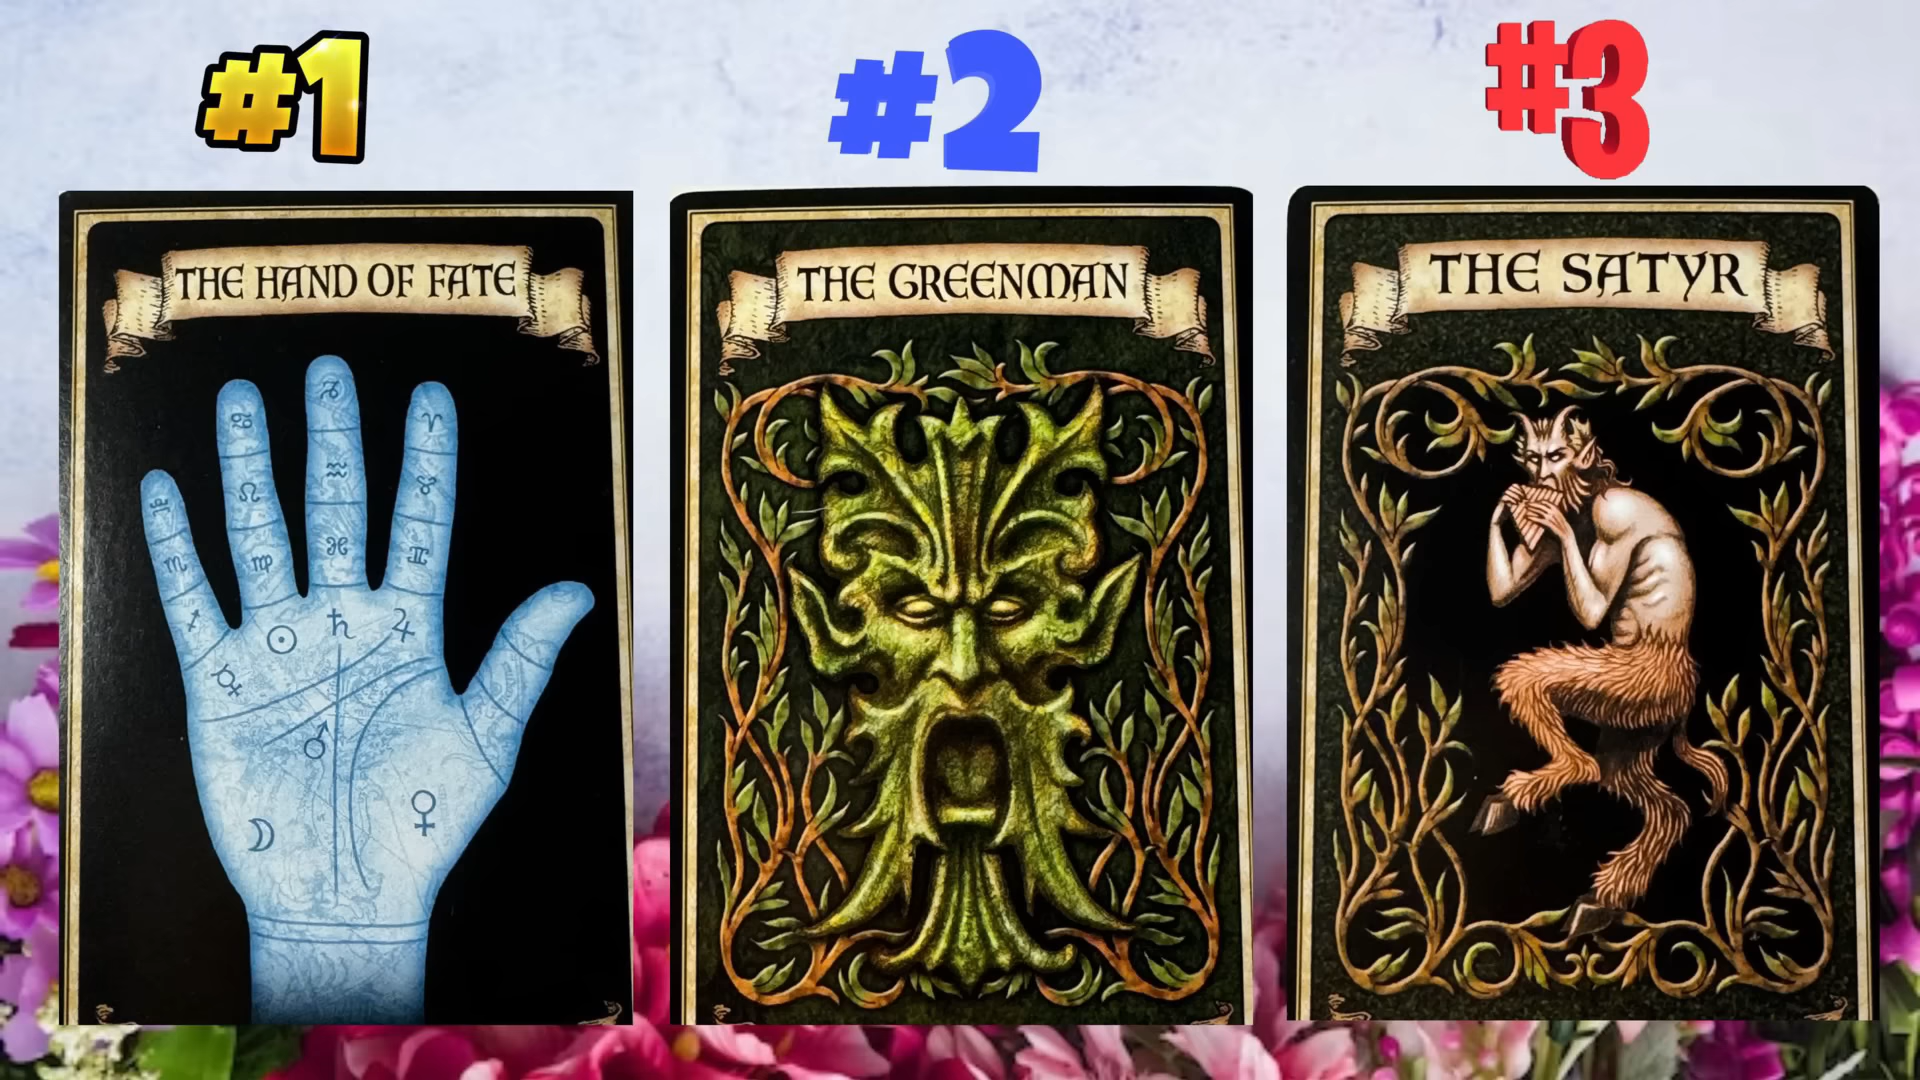 #1
#2
#3
THE HAND OF FATE
THE GREENMAN
THE SATYR